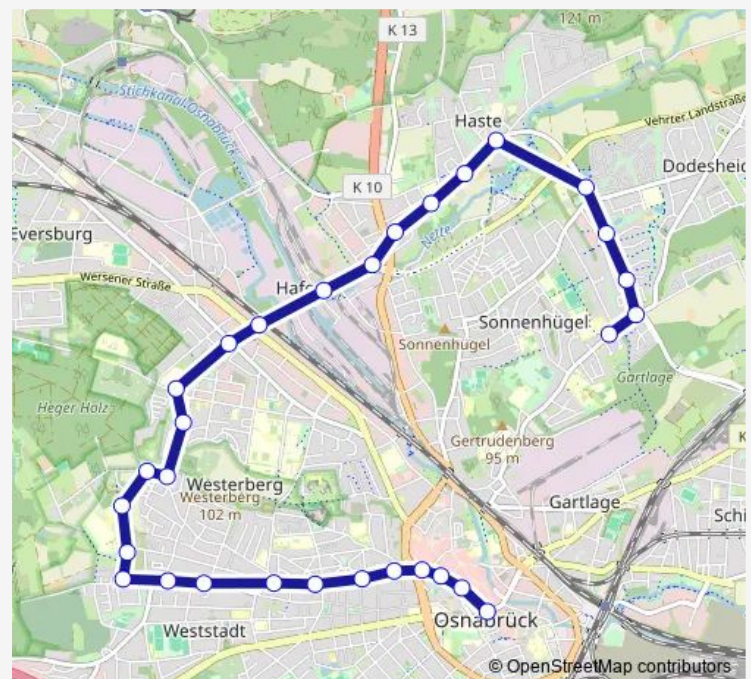 121 m
K 13
Stichkanal Osnabrück
Haste
Vehrter Landstraße
K 10
Dodesheid
Nette
Eversburg
Wersener Straße
Hafe
Sonnenhügel
Sonnenhügel
Gartlage
Heger Holz
Gertrudenberg
95 m
K
Westerberg
Westerberg
102 m
Gartlage
Schi
Osnabrück
Weststadt
© OpenStreetMap contributors